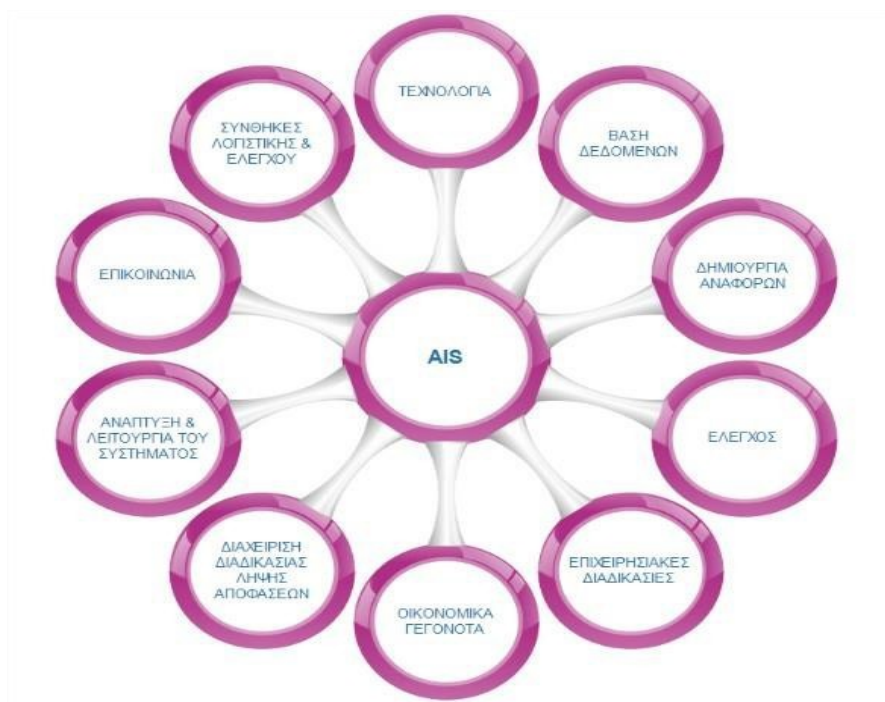 ΤΕΧΝΟΛΟΓΙΑ
ΒΑΣΗ
ΔΕΔΟΜΕΝΩΝ
ΔΗΜΙΟΥΡΓΙΑ
ΑΝΑΦΟΡΩΝ
ΕΛΕΓΧΟΣ
ΕΠΙΧΕΙΡΗΣΙΑΚΕΣ
ΔΙΑΔΙΚΑΣΙΕΣ
ΟΙΚΟΝΟΜΙΚΑ
ΓΕΓΟΝΟΤΑ
ΔΙΑΧΕΙΡΙΣΗ
ΔΙΑΔΙΚΑΣΙΑΣ
ΛΗΨΗΣ
ΑΠΟΦΑΣΕΩΝ
ΑΝΑΠΤΥΞΗ &
ΛΕΙΤΟΥΡΓΙΑ ΤΟΥ
ΣΥΣΤΗΜΑΤΟΣ
ΕΠΙΚΟΙΝΩΝΙΑ
ΣΥΝΘΗΚΕΣ
ΛΟΓΙΣΤΙΚΗΣ &
ΕΛΕΓΧΟΥ
AIS